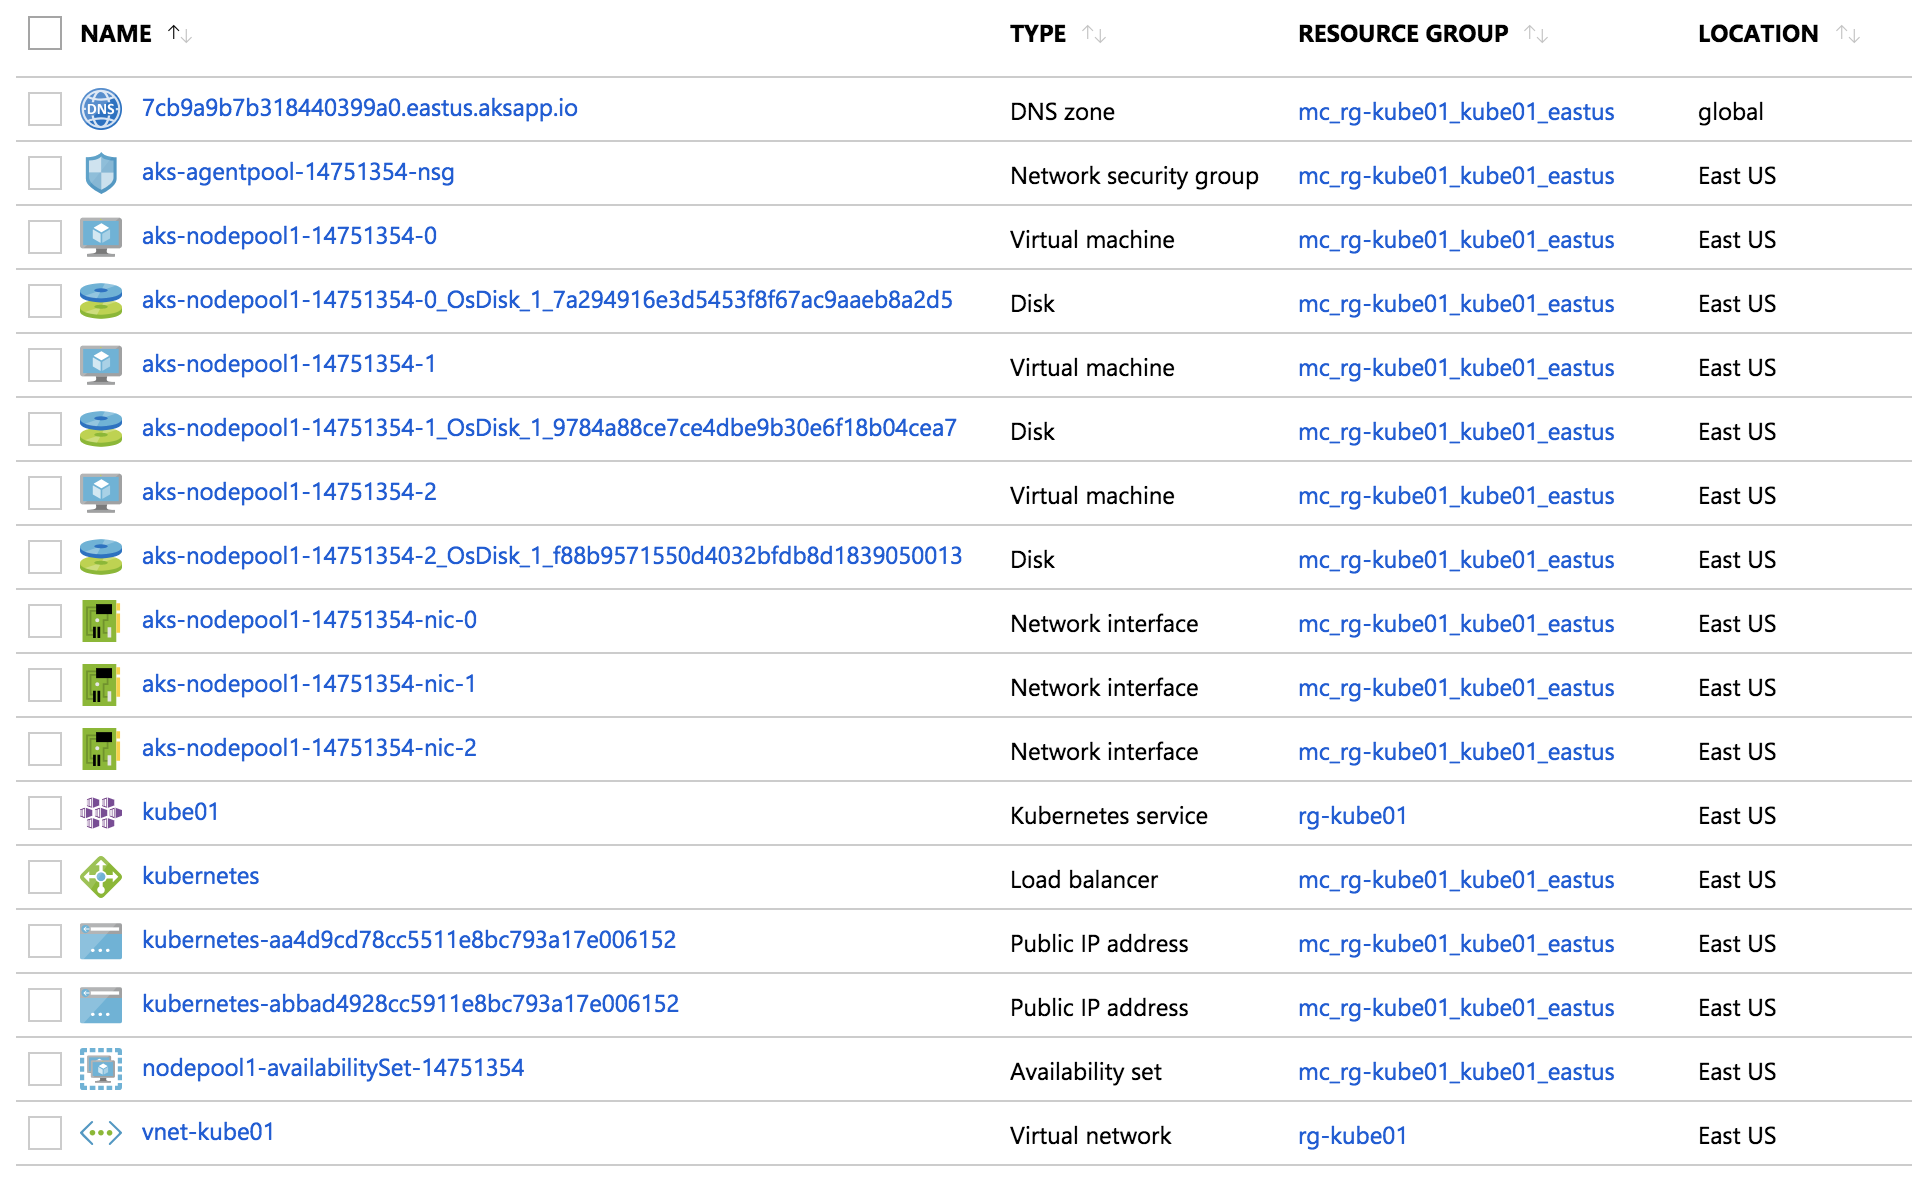 NAME TYPE RESOURCE GROUP LOCATION
DNS 7cb9a9b7b318440399a0.eastus.aksapp.io DNS zone mc_rg-kube01_kube01_eastus global
aks-agentpool-14751354-nsg Network security group mc_rg-kube01_kube01_eastus East US
aks-nodepool1-14751354-0 Virtual machine mc_rg-kube01_kube01_eastus East US
aks-nodepool1-14751354-0_OsDisk_1_7a294916e3d5453f8f67ac9aaeb8a2d5 Disk mc_rg-kube01_kube01_eastus East US
aks-nodepool1-14751354-1 Virtual machine mc_rg-kube01_kube01_eastus East US
aks-nodepool1-14751354-1_OsDisk_1_9784a88ce7ce4dbe9b30e6f18b04cea7 Disk mc_rg-kube01_kube01_eastus East US
aks-nodepool1-14751354-2 Virtual machine mc_rg-kube01_kube01_eastus East US
aks-nodepool1-14751354-2_OsDisk_1_f88b9571550d4032bfdb8d1839050013 Disk mc_rg-kube01_kube01_eastus East US
aks-nodepool1-14751354-nic-0 Network interface mc_rg-kube01_kube01_eastus East US
aks-nodepool1-14751354-nic-1 Network interface mc_rg-kube01_kube01_eastus East US
aks-nodepool1-14751354-nic-2 Network interface mc_rg-kube01_kube01_eastus East US
kube01 Kubernetes service rg-kube01 East US
kubernetes Load balancer mc_rg-kube01_kube01_eastus East US
kubernetes-aa4d9cd78cc5511e8bc793a17e006152 Public IP address mc_rg-kube01_kube01_eastus East US
kubernetes-abbad4928cc5911e8bc793a17e006152 Public IP address mc_rg-kube01_kube01_eastus East US
nodepool1-availabilitySet-14751354 Availability set mc_rg-kube01_kube01_eastus East US
vnet-kube01 Virtual network rg-kube01 East US